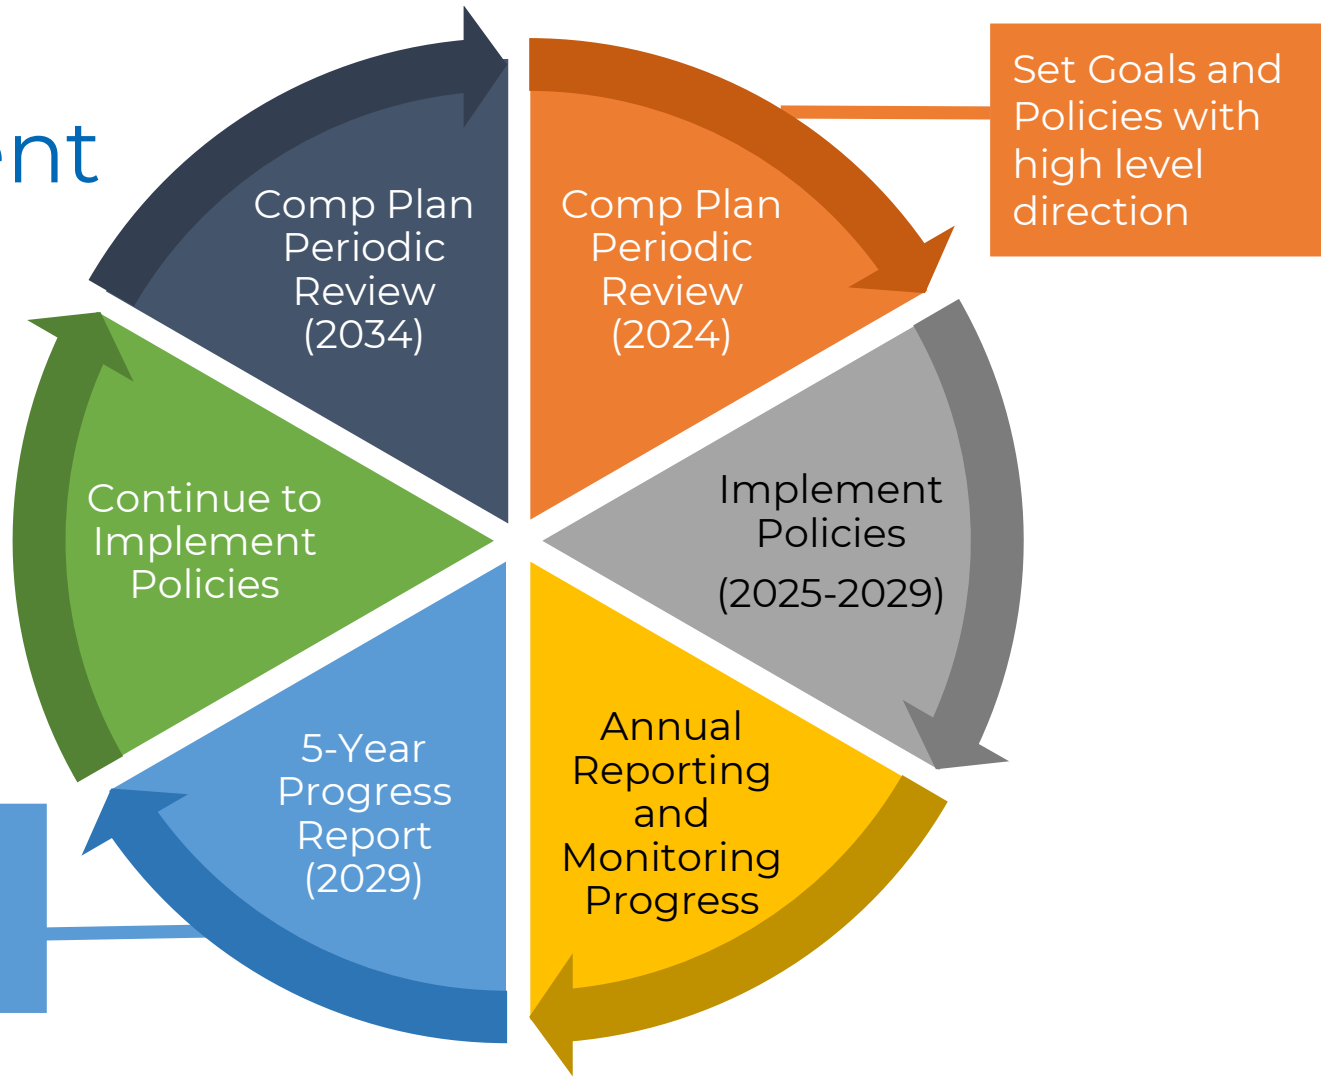 Comp Plan
Periodic
Review
(2034)
Comp Plan
Periodic
Review
(2024)
Set Goals and
Policies with
high level
direction
Implement
Policies
(2025-2029)
Annual
Reporting
and
Monitoring
Progress
5-Year
Progress
Report
(2029)
Continue to
Implement
Policies